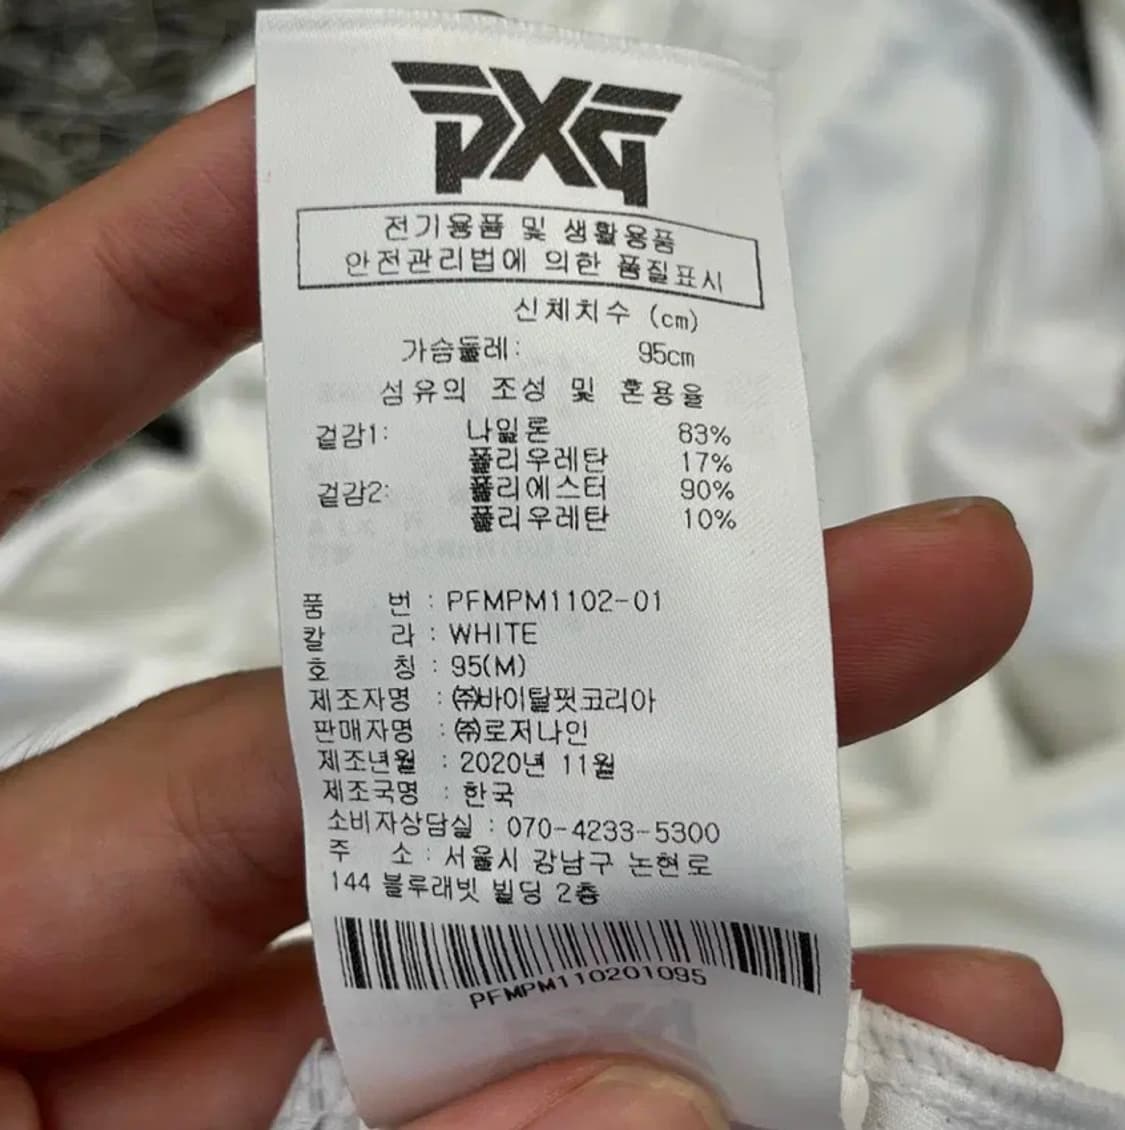 PXG
전기용품 및 생활용품
안전관리법에 의한 품질표시
신체치수 (cm)
가슴둘레: 95cm
섬유의 조성 및 혼용율
겉감1: 나일론 83%
폴리우레탄 17%
겉감2: 폴리에스터 90%
폴리우레탄 10%
품 번 : PFMPM1102-01
칼 라 : WHITE
호 칭 : 95(M)
제조자명 : ㈜바이탈핏코리아
판매자명 : ㈜로저나인
제조년월 : 2020년 11월
제조국명 : 한국
소비자상담실 : 070-4233-5300
주 소 : 서울시 강남구 논현로
144 블루래빗 빌딩 2층
PFMPM110201095